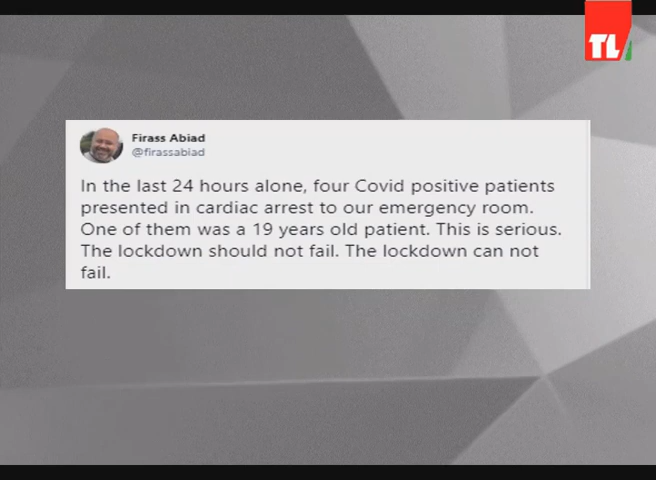 TL
Firass Abiad
@firassabiad
In the last 24 hours alone, four Covid positive patients
presented in cardiac arrest to our emergency room.
One of them was a 19 years old patient. This is serious.
The lockdown should not fail. The lockdown can not
fail.